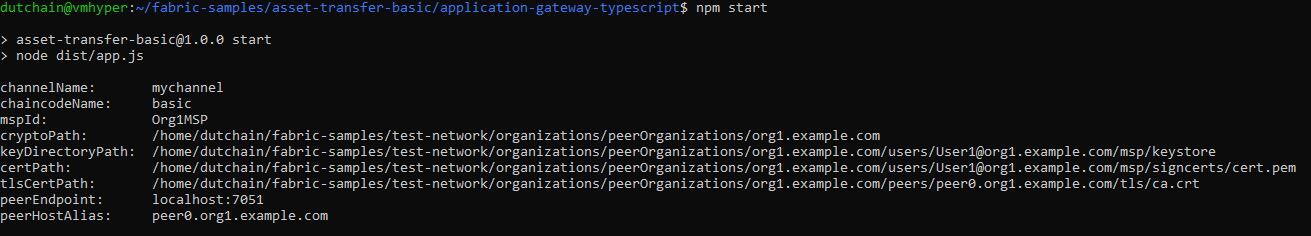 dutchain@vmhyper:~/fabric-samples/asset-transfer-basic/application-gateway-typescript$ npm start
> asset-transfer-basic@1.0.0 start
> node dist/app.js
channelName:       mychannel
chaincodeName:     basic
mspId:             Org1MSP
cryptoPath:        /home/dutchain/fabric-samples/test-network/organizations/peerOrganizations/org1.example.com
keyDirectoryPath:  /home/dutchain/fabric-samples/test-network/organizations/peerOrganizations/org1.example.com/users/User1@org1.example.com/msp/keystore
certPath:          /home/dutchain/fabric-samples/test-network/organizations/peerOrganizations/org1.example.com/users/User1@org1.example.com/msp/signcerts/cert.pem
tlsCertPath:       /home/dutchain/fabric-samples/test-network/organizations/peerOrganizations/org1.example.com/peers/peer0.org1.example.com/tls/ca.crt
peerEndpoint:      localhost:7051
peerHostAlias:     peer0.org1.example.com